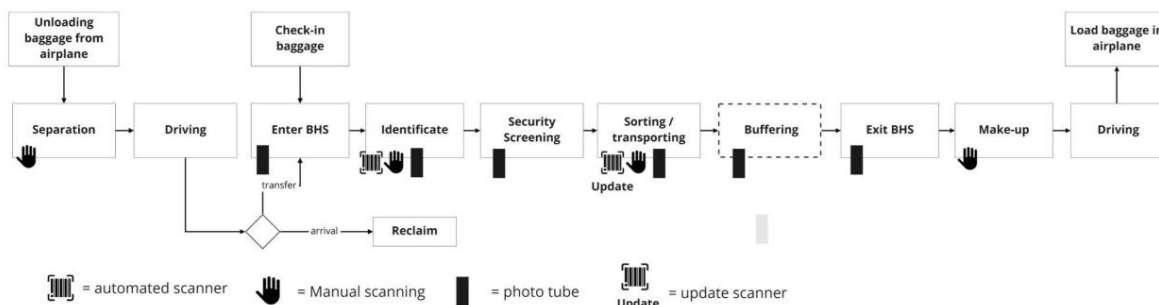 Unloading
baggage from
airplane
Check-in
baggage
Load baggage in
airplane
Separation
Driving
Enter BHS
Identificate
Security
Screening
Sorting /
transporting
Buffering
Exit BHS
Make-up
Driving
Update
transfer
arrival
Reclaim
= automated scanner
= Manual scanning
= photo tube
= update scanner
Update